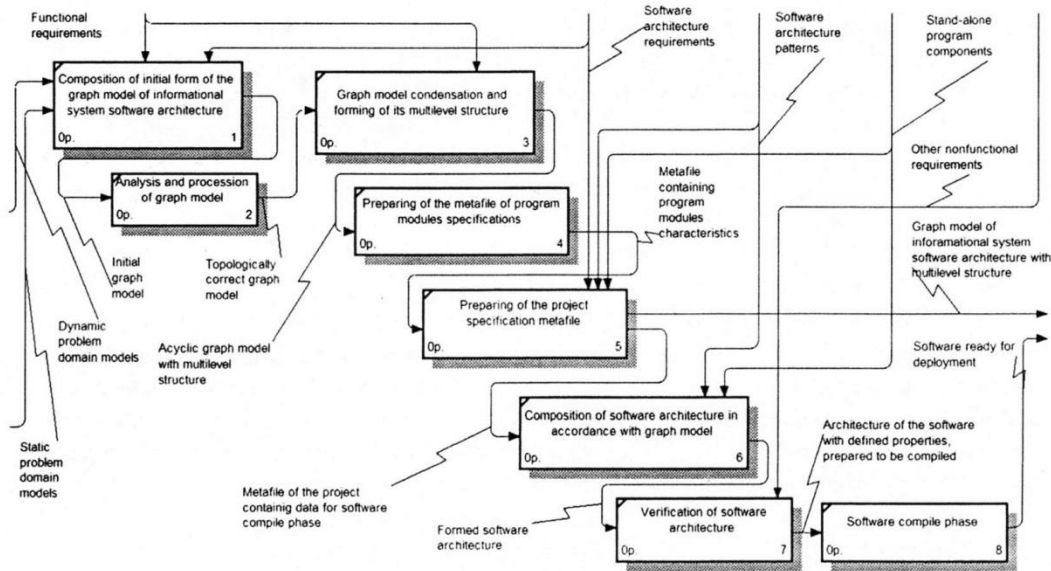 Functional
requirements
Software
architecture
requirements
Software
architecture
patterns
Stand-alone
program
components
Composition of initial form of the
graph model of informational
system software architecture
0p.
1
Graph model condensation and
forming of its multilevel structure
0p.
3
Other nonfunctional
requirements
Analysis and procession
of graph model
0p.
2
Preparing of the metafile of program
modules specifications
0p.
4
Metafile
containing
program
modules
characteristics
Graph model of
inforamational system
software architecture with
multilevel structure
Initial
graph
model
Topologically
correct graph
model
Preparing of the project
specification metafile
0p.
5
Dynamic
problem
domain models
Acyclic graph model
with multilevel
structure
Software ready for
deployment
Composition of software architecture in
accordance with graph model
0p.
6
Architecture of the software
with defined properties,
prepared to be compiled
Static
problem
domain
models
Metafile of the project
containig data for software
compile phase
Formed software
architecture
Verification of software
architecture
0p.
7
Software compile phase
0p.
8